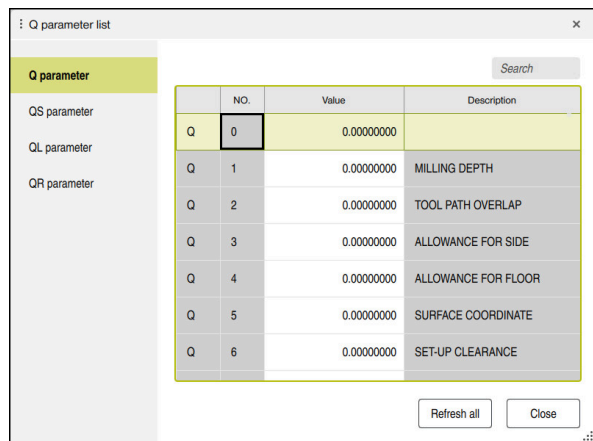 Q parameter list
Q parameter
QS parameter
QL parameter
QR parameter
Search
NO. Value Description
Q 0 0.00000000
Q 1 0.00000000 MILLING DEPTH
Q 2 0.00000000 TOOL PATH OVERLAP
Q 3 0.00000000 ALLOWANCE FOR SIDE
Q 4 0.00000000 ALLOWANCE FOR FLOOR
Q 5 0.00000000 SURFACE COORDINATE
Q 6 0.00000000 SET-UP CLEARANCE
Refresh all Close